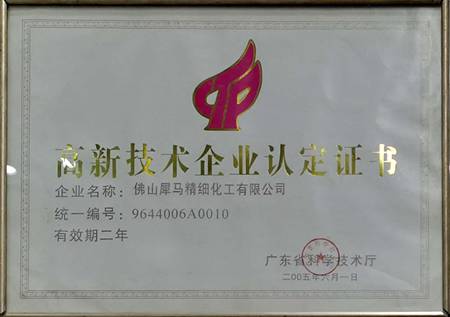 高新技术企业认定证书
企业名称：佛山犀马精细化工有限公司
统一编号：9644006A0010
有效期二年
广东省科学技术厅
二OO五年六月一日